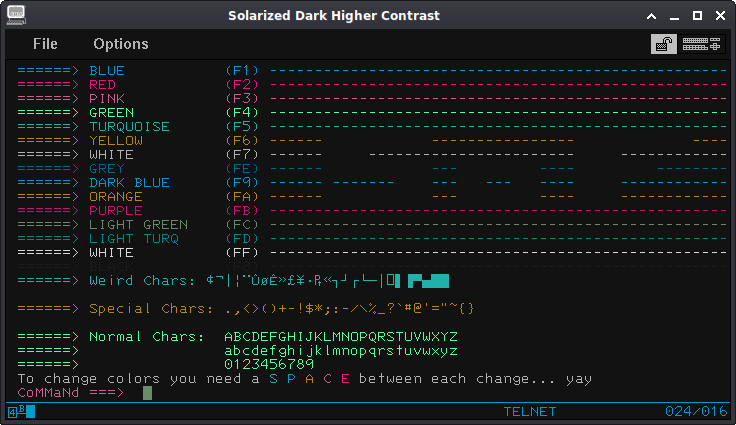 Solarized Dark Higher Contrast
File Options
======> BLUE (F1) ----------------------------------------------------
======> RED (F2) ----------------------------------------------------
======> PINK (F3) ----------------------------------------------------
======> GREEN (F4) ----------------------------------------------------
======> TURQUOISE (F5) ----------------------------------------------------
======> YELLOW (F6) ------ ---------------- ----
======> WHITE (F7) ------ ------- ------------
======> GREY (FE) --- ---- ------------
======> DARK BLUE (F9) ------ ------- --- --- ---- ------------
======> ORANGE (FA) ------ --- ---- ------------
======> PURPLE (FB) ----------------------------------------------------
======> LIGHT GREEN (FC) ----------------------------------------------------
======> LIGHT TURQ (FD) ----------------------------------------------------
======> WHITE (FF) ----------------------------------------------------
======> Weird Chars:
======> Special Chars: .,<>()+-!$*;:-/\%_?`#@'="~{}
======> Normal Chars: ABCDEFGHIJKLMNOPQRSTUVWXYZ
======> abcdefghijklmnopqrstuvwxyz
======> 0123456789
To change colors you need a S P A C E between each change... yay
CoMMaNd ===>
4B TELNET 024/016